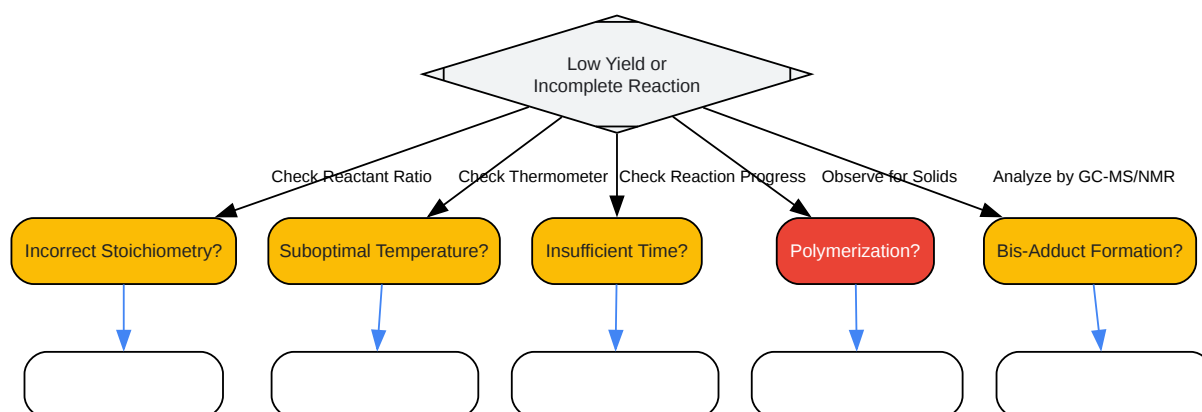 Low Yield or
Incomplete Reaction
Check Reactant Ratio
Check Thermometer
Check Reaction Progress
Observe for Solids
Analyze by GC-MS/NMR
Incorrect Stoichiometry?
Suboptimal Temperature?
Insufficient Time?
Polymerization?
Bis-Adduct Formation?